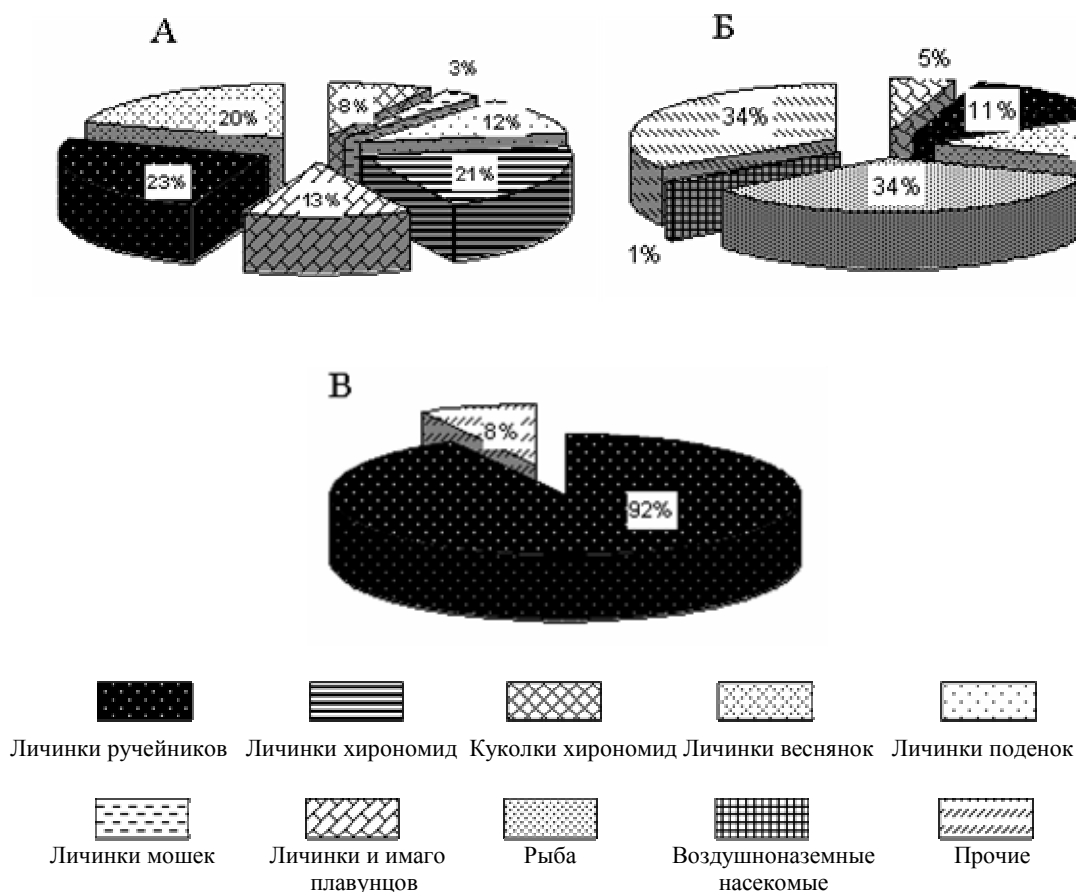 А
Б
3%
5%
8%
20%
12%
34%
11%
23%
21%
13%
34%
1%
В
8%
92%
Личинки ручейников Личинки хирономид Куколки хирономид Личинки веснянок Личинки поденок
Личинки мошек Личинки и имаго Рыба Воздушноназемные Прочие
плавунцов насекомые